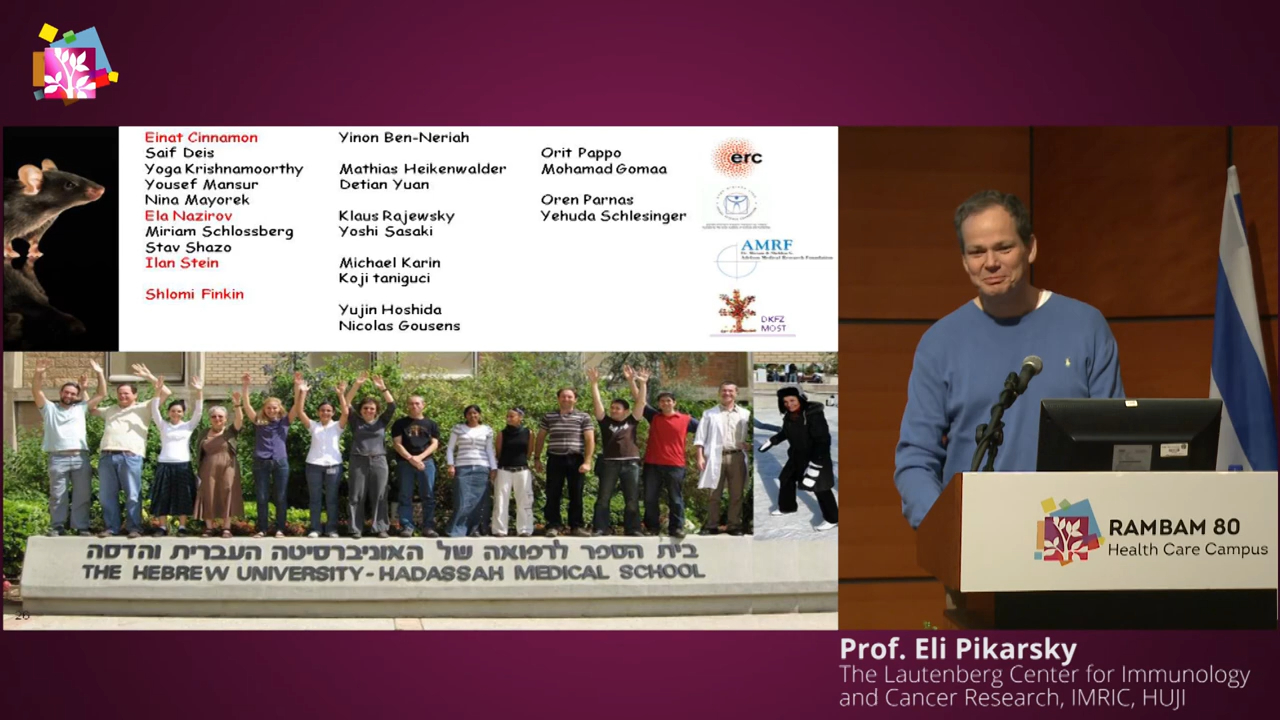 Einat Cinnamon
Saif Deis
Yoga Krishnamoorthy
Yousef Mansur
Nina Mayorek
Ela Nazirov
Miriam Schlossberg
Stav Shazo
Ilan Stein
Shlomi Finkin
Yinon Ben-Neriah
Mathias Heikenwalder
Detian Yuan
Klaus Rajewsky
Yoshi Sasaki
Michael Karin
Koji taniguci
Yujin Hoshida
Nicolas Gousens
Orit Pappo
Mohamad Gomaa
Oren Parnas
Yehuda Schlesinger
erc
AMRF
DKFZ
MOST
בית הספר לרפואה של האוניברסיטה העברית והדסה
THE HEBREW UNIVERSITY-HADASSAH MEDICAL SCHOOL
26
RAMBAM 80
Health Care Campus
Prof. Eli Pikarsky
The Lautenberg Center for Immunology
and Cancer Research, IMRIC, HUJI